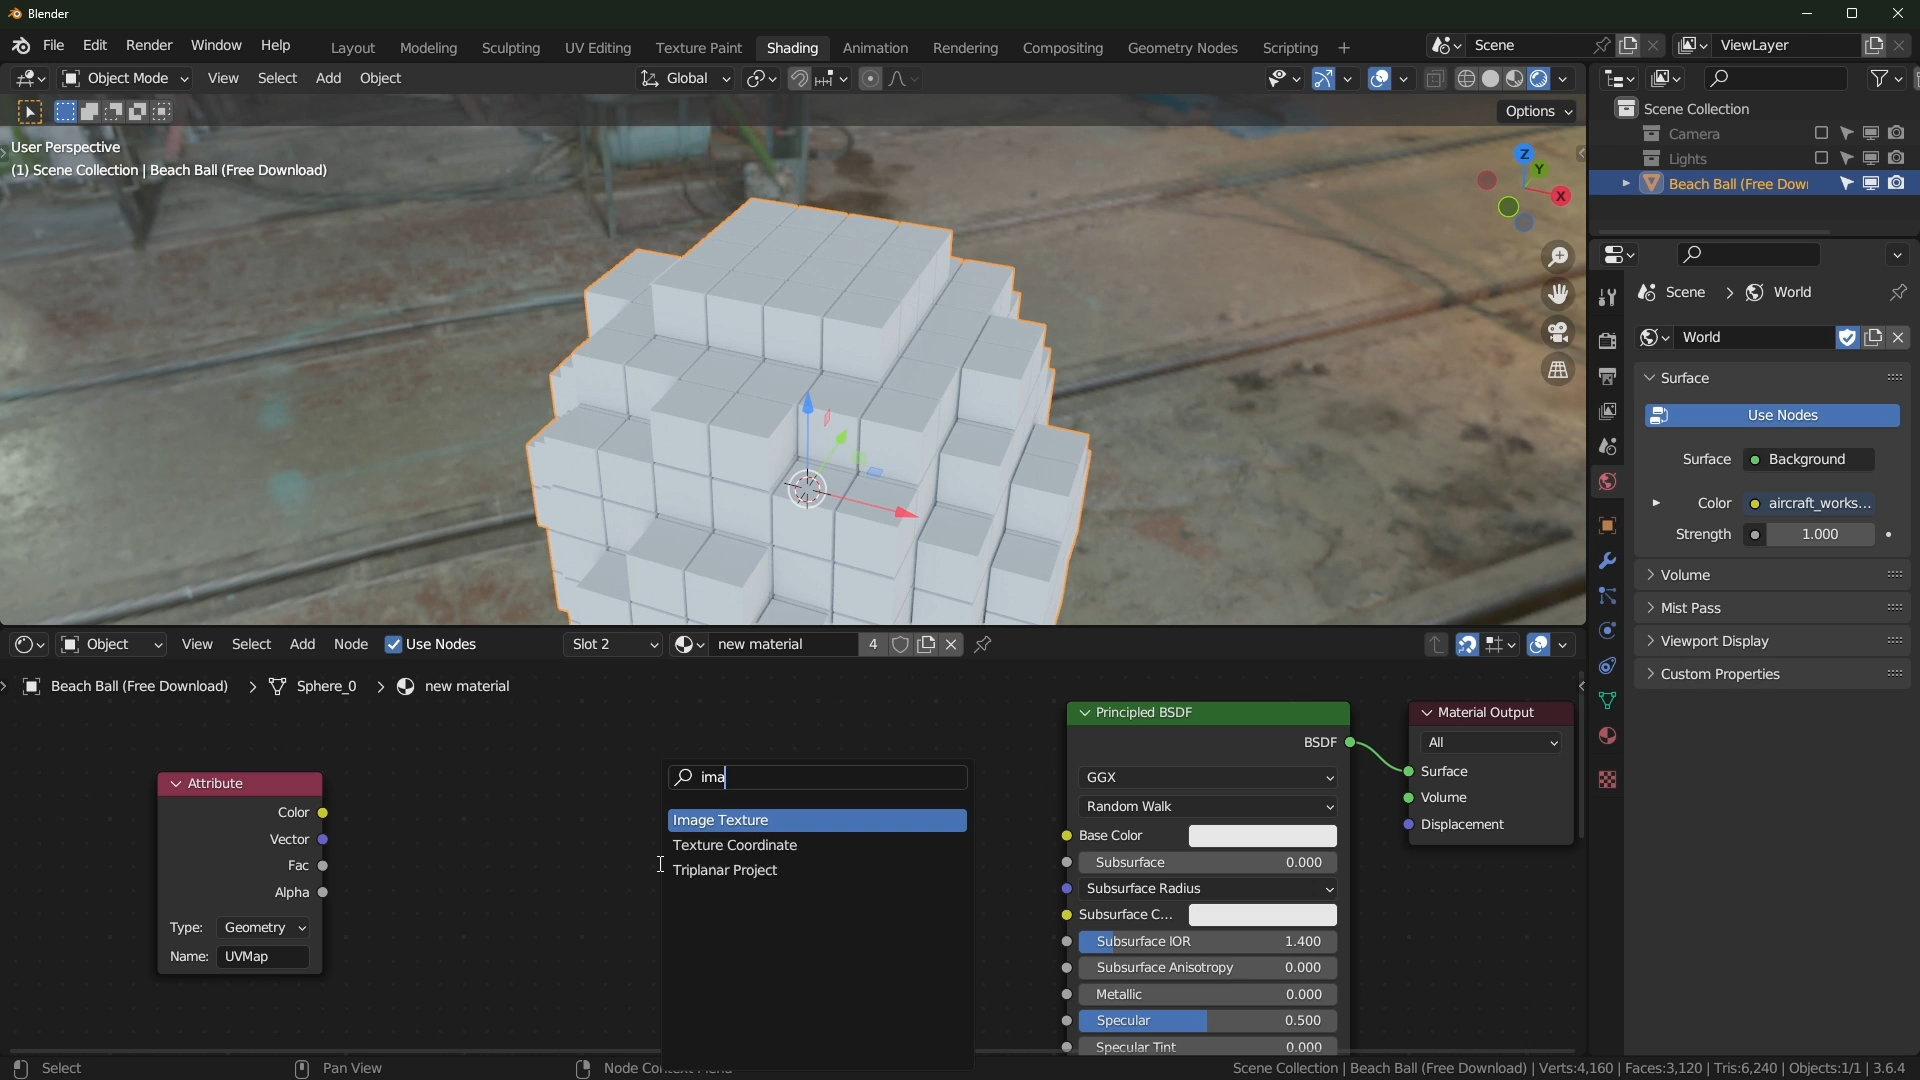 Blender
File Edit Render Window Help Layout Modeling Sculpting UV Editing Texture Paint Shading Animation Rendering Compositing Geometry Nodes Scripting + Scene ViewLayer
Object Mode View Select Add Object Global
Options
User Perspective
(1) Scene Collection | Beach Ball (Free Download)
Z
Y
X
Scene Collection
Camera
Lights
Beach Ball (Free Dow
Scene > World
World
Surface
Use Nodes
Surface Background
Color aircraft_works...
Strength 1.000
Volume
Mist Pass
Viewport Display
Custom Properties
Object View Select Add Node Use Nodes Slot 2 new material 4
Beach Ball (Free Download) > Sphere_0 > new material
Attribute
Color
Vector
Fac
Alpha
Type: Geometry
Name: UVMap
ima
Image Texture
Texture Coordinate
Triplanar Project
Principled BSDF
BSDF
GGX
Random Walk
Base Color
Subsurface 0.000
Subsurface Radius
Subsurface C...
Subsurface IOR 1.400
Subsurface Anisotropy 0.000
Metallic 0.000
Specular 0.500
Specular Tint 0.000
Material Output
All
Surface
Volume
Displacement
Select Pan View Node Context Menu Scene Collection | Beach Ball (Free Download) | Verts:4,160 | Faces:3,120 | Tris:6,240 | Objects:1/1 | 3.6.4